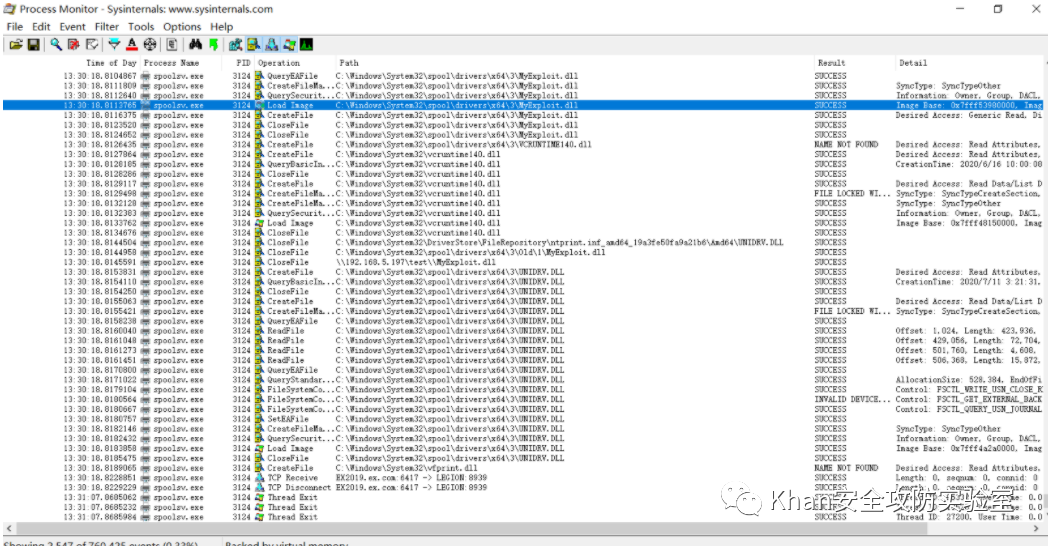 Process Monitor - Sysinternals: www.sysinternals.com
File Edit Event Filter Tools Options Help
Time of Day Process Name PID Operation Path Result Detail
13:30:18.8104867 spoolsv.exe 3124 QueryEAFile C:\Windows\System32\spool\drivers\x64\3\MyExploit.dll SUCCESS
13:30:18.8111809 spoolsv.exe 3124 CreateFileMa... C:\Windows\System32\spool\drivers\x64\3\MyExploit.dll SUCCESS SyncType: SyncTypeOther
13:30:18.8112640 spoolsv.exe 3124 QuerySecurit... C:\Windows\System32\spool\drivers\x64\3\MyExploit.dll SUCCESS Information: Owner, Group, DACL,
13:30:18.8113765 spoolsv.exe 3124 Load Image C:\Windows\System32\spool\drivers\x64\3\MyExploit.dll SUCCESS Image Base: 0x7fff53980000, Imag
13:30:18.8116375 spoolsv.exe 3124 CreateFile C:\Windows\System32\spool\drivers\x64\3\MyExploit.dll SUCCESS Desired Access: Generic Read, Di
13:30:18.8123520 spoolsv.exe 3124 CloseFile C:\Windows\System32\spool\drivers\x64\3\MyExploit.dll SUCCESS
13:30:18.8124652 spoolsv.exe 3124 CloseFile C:\Windows\System32\spool\drivers\x64\3\MyExploit.dll SUCCESS
13:30:18.8126435 spoolsv.exe 3124 CreateFile C:\Windows\System32\spool\drivers\x64\3\VCRUNTIME140.dll NAME NOT FOUND Desired Access: Read Attributes,
13:30:18.8127864 spoolsv.exe 3124 CreateFile C:\Windows\System32\vcruntime140.dll SUCCESS Desired Access: Read Attributes,
13:30:18.8128185 spoolsv.exe 3124 QueryBasicIn... C:\Windows\System32\vcruntime140.dll SUCCESS CreationTime: 2020/6/16 10:00:08
13:30:18.8128286 spoolsv.exe 3124 CloseFile C:\Windows\System32\vcruntime140.dll SUCCESS
13:30:18.8129117 spoolsv.exe 3124 CreateFile C:\Windows\System32\vcruntime140.dll SUCCESS Desired Access: Read Data/List D
13:30:18.8129498 spoolsv.exe 3124 CreateFileMa... C:\Windows\System32\vcruntime140.dll FILE LOCKED WI... SyncType: SyncTypeCreateSection,
13:30:18.8132128 spoolsv.exe 3124 CreateFileMa... C:\Windows\System32\vcruntime140.dll SUCCESS SyncType: SyncTypeOther
13:30:18.8132383 spoolsv.exe 3124 QuerySecurit... C:\Windows\System32\vcruntime140.dll SUCCESS Information: Owner, Group, DACL,
13:30:18.8133762 spoolsv.exe 3124 Load Image C:\Windows\System32\vcruntime140.dll SUCCESS Image Base: 0x7fff48150000, Imag
13:30:18.8134676 spoolsv.exe 3124 CloseFile C:\Windows\System32\vcruntime140.dll SUCCESS
13:30:18.8144504 spoolsv.exe 3124 CloseFile C:\Windows\System32\DriverStore\FileRepository\ntprint.inf_amd64_19a3fe50fa9a21b6\Amd64\UNIDRV.DLL SUCCESS
13:30:18.8144958 spoolsv.exe 3124 CloseFile C:\Windows\System32\spool\drivers\x64\3\Old\1\MyExploit.dll SUCCESS
13:30:18.8145591 spoolsv.exe 3124 CloseFile \\192.168.5.197\test\\MyExploit.dll SUCCESS
13:30:18.8153831 spoolsv.exe 3124 CreateFile C:\Windows\System32\spool\drivers\x64\3\UNIDRV.DLL SUCCESS Desired Access: Read Attributes,
13:30:18.8154110 spoolsv.exe 3124 QueryBasicIn... C:\Windows\System32\spool\drivers\x64\3\UNIDRV.DLL SUCCESS CreationTime: 2020/7/11 3:21:31,
13:30:18.8154250 spoolsv.exe 3124 CloseFile C:\Windows\System32\spool\drivers\x64\3\UNIDRV.DLL SUCCESS
13:30:18.8155063 spoolsv.exe 3124 CreateFile C:\Windows\System32\spool\drivers\x64\3\UNIDRV.DLL SUCCESS Desired Access: Read Data/List D
13:30:18.8155421 spoolsv.exe 3124 CreateFileMa... C:\Windows\System32\spool\drivers\x64\3\UNIDRV.DLL FILE LOCKED WI... SyncType: SyncTypeCreateSection,
13:30:18.8158238 spoolsv.exe 3124 QueryEAFile C:\Windows\System32\spool\drivers\x64\3\UNIDRV.DLL SUCCESS
13:30:18.8160040 spoolsv.exe 3124 ReadFile C:\Windows\System32\spool\drivers\x64\3\UNIDRV.DLL SUCCESS Offset: 1,024, Length: 423,936,
13:30:18.8161048 spoolsv.exe 3124 ReadFile C:\Windows\System32\spool\drivers\x64\3\UNIDRV.DLL SUCCESS Offset: 429,056, Length: 72,704,
13:30:18.8161273 spoolsv.exe 3124 ReadFile C:\Windows\System32\spool\drivers\x64\3\UNIDRV.DLL SUCCESS Offset: 501,760, Length: 4,608,
13:30:18.8161451 spoolsv.exe 3124 ReadFile C:\Windows\System32\spool\drivers\x64\3\UNIDRV.DLL SUCCESS Offset: 506,368, Length: 15,872,
13:30:18.8170800 spoolsv.exe 3124 QueryEAFile C:\Windows\System32\spool\drivers\x64\3\UNIDRV.DLL SUCCESS
13:30:18.8171022 spoolsv.exe 3124 QueryStandar... C:\Windows\System32\spool\drivers\x64\3\UNIDRV.DLL SUCCESS AllocationSize: 528,384, EndOfFi
13:30:18.8179104 spoolsv.exe 3124 FileSystemCo... C:\Windows\System32\spool\drivers\x64\3\UNIDRV.DLL SUCCESS Control: FSCTL_WRITE_USN_CLOSE_R
13:30:18.8180564 spoolsv.exe 3124 FileSystemCo... C:\Windows\System32\spool\drivers\x64\3\UNIDRV.DLL INVALID DEVICE... Control: FSCTL_GET_EXTERNAL_BACK
13:30:18.8180667 spoolsv.exe 3124 FileSystemCo... C:\Windows\System32\spool\drivers\x64\3\UNIDRV.DLL SUCCESS Control: FSCTL_QUERY_USN_JOURNAL
13:30:18.8180757 spoolsv.exe 3124 SetEAFile C:\Windows\System32\spool\drivers\x64\3\UNIDRV.DLL SUCCESS
13:30:18.8182146 spoolsv.exe 3124 CreateFileMa... C:\Windows\System32\spool\drivers\x64\3\UNIDRV.DLL SUCCESS SyncType: SyncTypeOther
13:30:18.8182432 spoolsv.exe 3124 QuerySecurit... C:\Windows\System32\spool\drivers\x64\3\UNIDRV.DLL SUCCESS Information: Owner, Group, DACL,
13:30:18.8183858 spoolsv.exe 3124 Load Image C:\Windows\System32\spool\drivers\x64\3\UNIDRV.DLL SUCCESS Image Base: 0x7fff4a2a0000, Imag
13:30:18.8185475 spoolsv.exe 3124 CloseFile C:\Windows\System32\spool\drivers\x64\3\UNIDRV.DLL SUCCESS
13:30:18.8189065 spoolsv.exe 3124 CreateFile C:\Windows\System32\vfprint.dll NAME NOT FOUND Desired Access: Read Attributes,
13:30:18.8228851 spoolsv.exe 3124 TCP Receive EX2019.ex.com:6417 -> LEGION:8939 SUCCESS Length: 0, seqnum: 0, connid: 0
13:30:18.8229229 spoolsv.exe 3124 TCP Disconnect EX2019.ex.com:6417 -> LEGION:8939 SUCCESS Length: 0, seqnum: 0, connid: 0
13:31:07.8685062 spoolsv.exe 3124 Thread Exit SUCCESS
13:31:07.8685232 spoolsv.exe 3124 Thread Exit SUCCESS
13:31:07.8685984 spoolsv.exe 3124 Thread Exit SUCCESS Thread ID: 27200, User Time: 0.0
Khan安全攻防实验室
Showing 2,547 of 760,425 events (0.33%) Backed by virtual memory